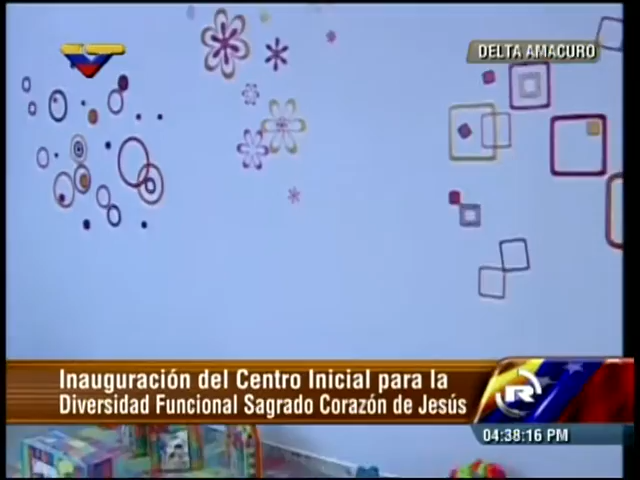 DELTA AMACURO
Inauguración del Centro Inicial para la
Diversidad Funcional Sagrado Corazón de Jesús
R
04:38:16 PM